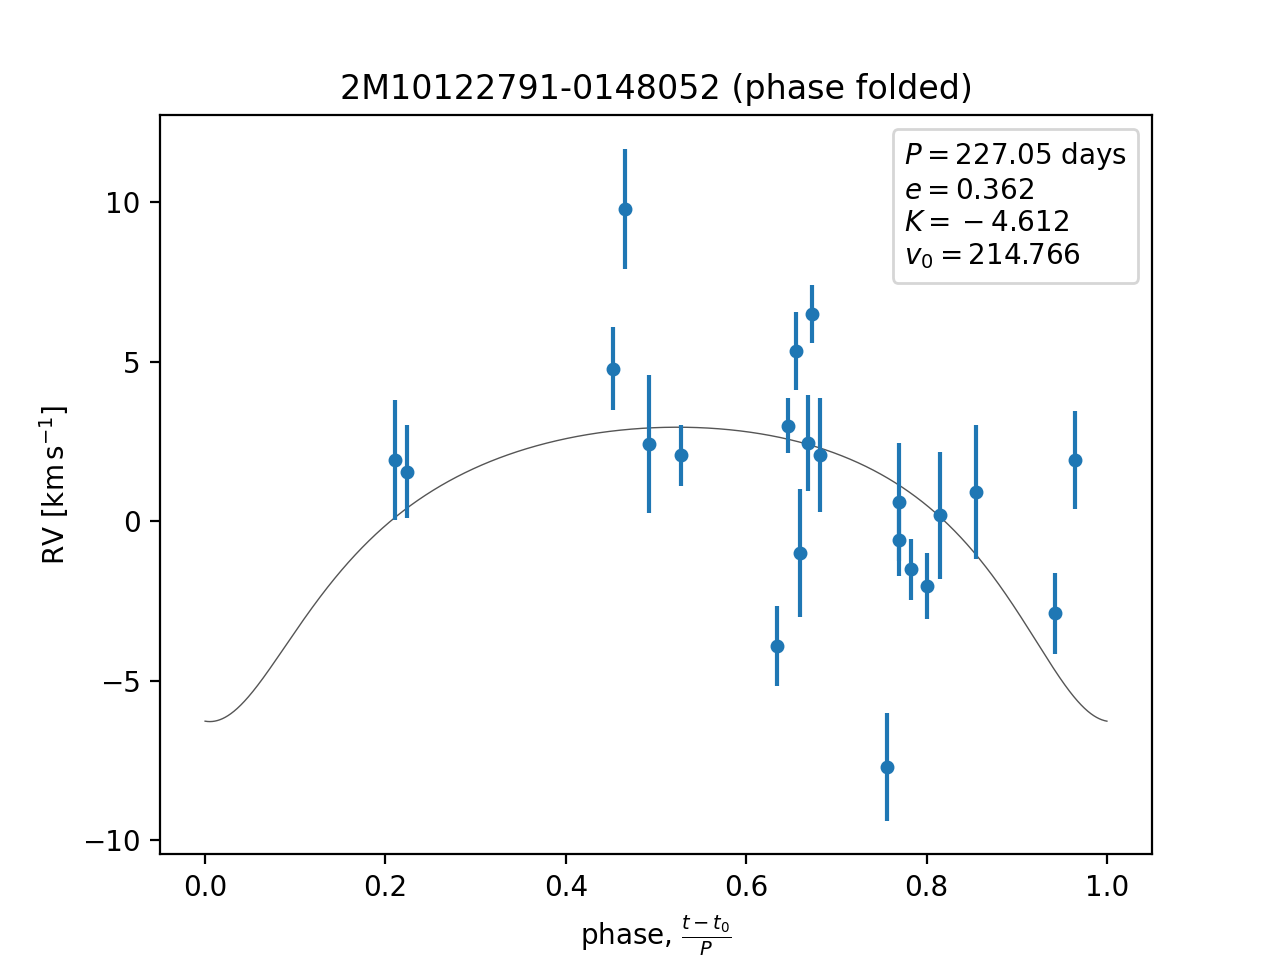 2M10122791-0148052 (phase folded)
P = 227.05 days
e = 0.362
K = −4.612
v₀ = 214.766
10
5
0
−5
−10
RV [km s⁻¹]
0.0 0.2 0.4 0.6 0.8 1.0
phase, (t − t₀)/P